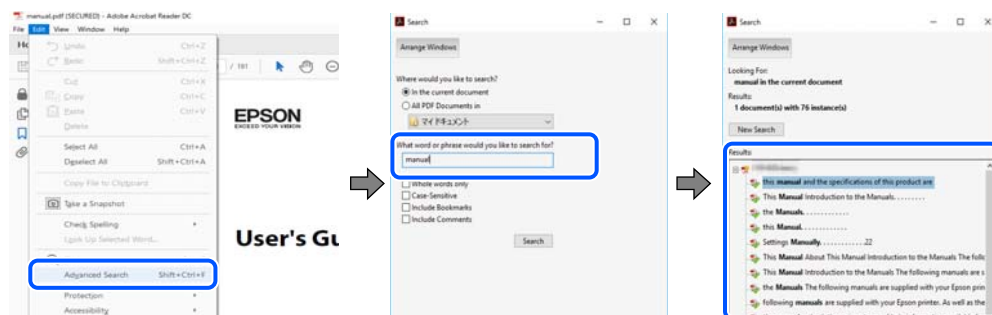 manual.pdf (SECURED) - Adobe Acrobat Reader DC
File Edit View Window Help
Undo Ctrl+Z
Redo Shift+Ctrl+Z
Cut Ctrl+X
Copy Ctrl+C
Paste Ctrl+V
Delete
Select All Ctrl+A
Deselect All Shift+Ctrl+A
Copy File to Clipboard
Take a Snapshot
Check Spelling
Look Up Selected Word...
Advanced Search Shift+Ctrl+F
Protection
Accessibility
/ 191
EPSON
EXCEED YOUR VISION
User's Gu
Search
Arrange Windows
Where would you like to search?
In the current document
All PDF Documents in
マイ ドキュメント
What word or phrase would you like to search for?
manual
Whole words only
Case-Sensitive
Include Bookmarks
Include Comments
Search
Search
Arrange Windows
Looking For:
manual in the current document
Results:
1 document(s) with 76 instance(s)
New Search
Results:
this manual and the specifications of this product are
This Manual Introduction to the Manuals.........
the Manuals.............
this Manual.............
Settings Manually.............22
This Manual About This Manual Introduction to the Manuals The follo
This Manual Introduction to the Manuals The following manuals are s
the Manuals The following manuals are supplied with your Epson prin
following manuals are supplied with your Epson printer. As well as the